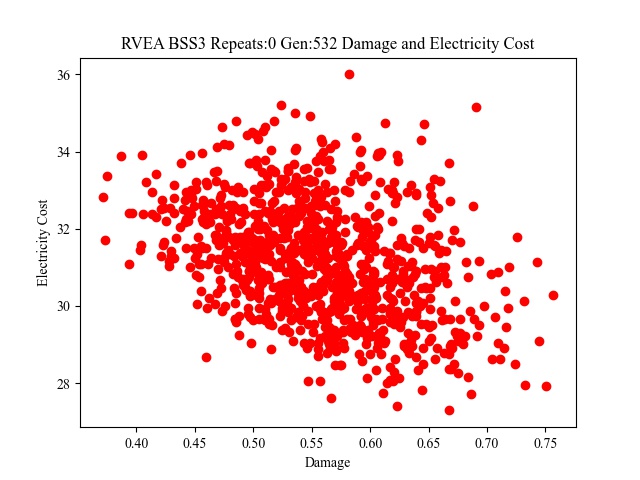 RVEA BSS3 Repeats:0 Gen:532 Damage and Electricity Cost
36
34
32
30
28
Electricity Cost
0.40 0.45 0.50 0.55 0.60 0.65 0.70 0.75
Damage